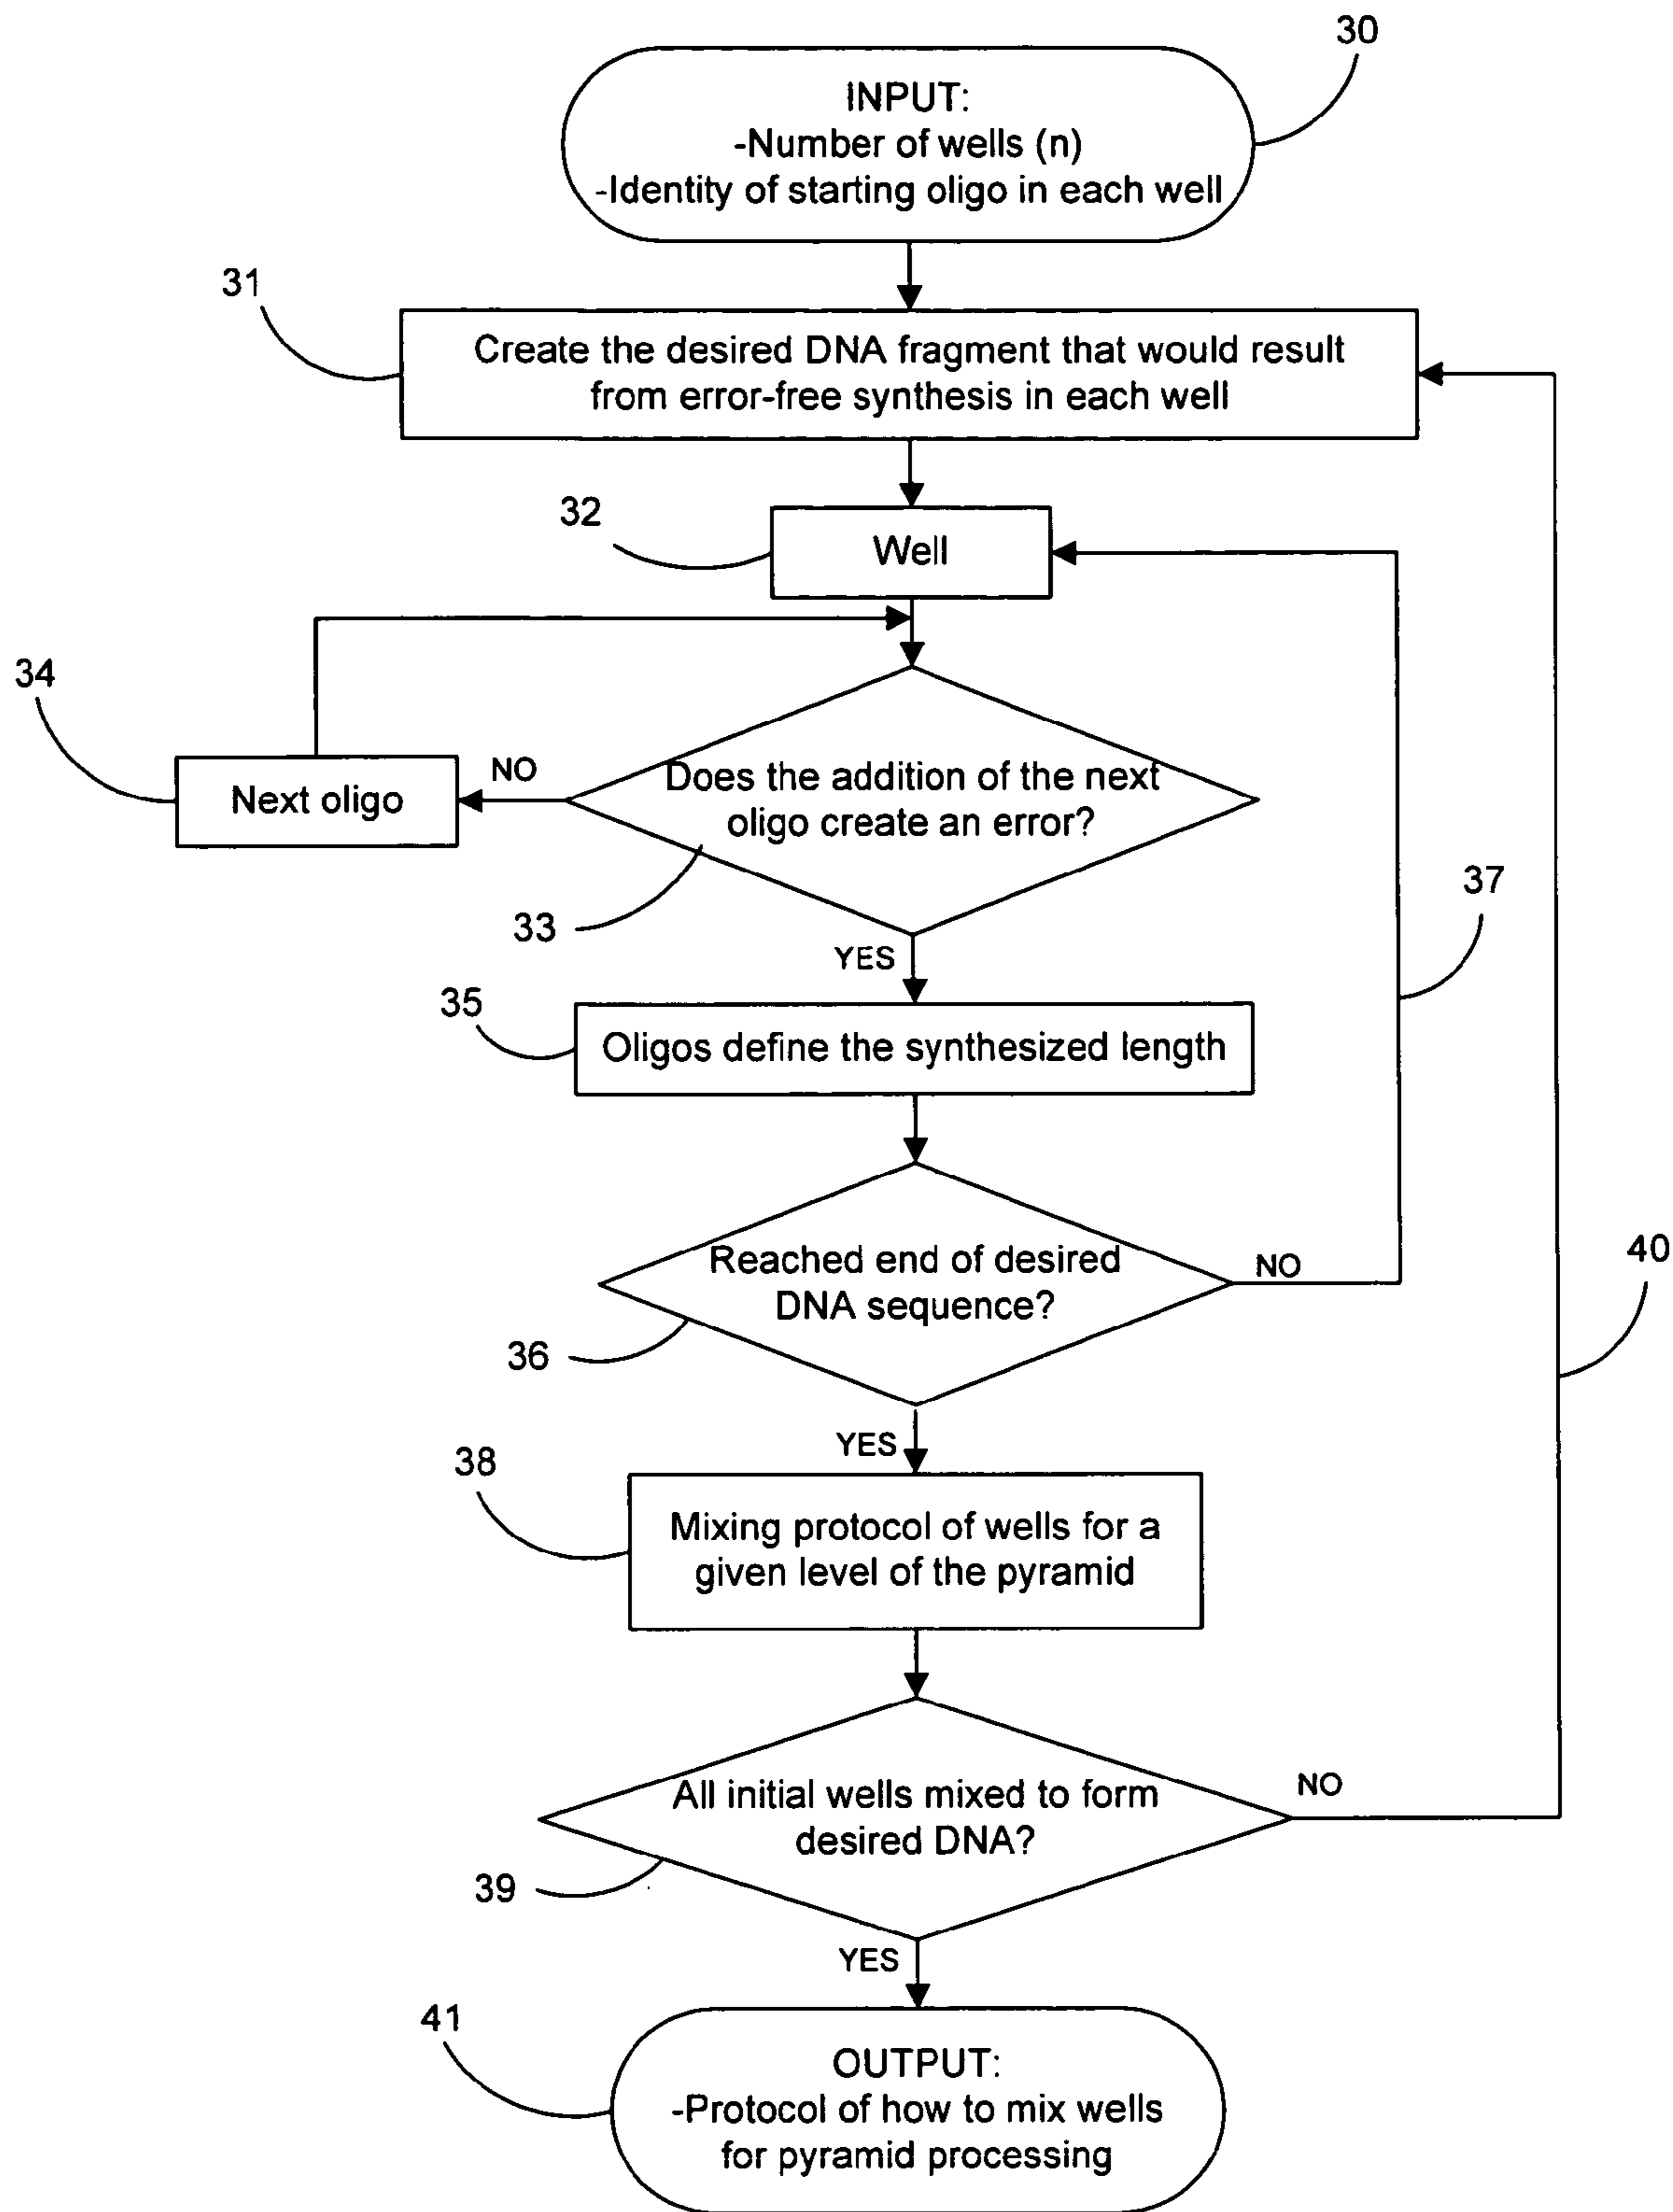 30
INPUT:
-Number of wells (n)
-Identity of starting oligo in each well
31
Create the desired DNA fragment that would result
from error-free synthesis in each well
32
Well
34
Next oligo
NO
Does the addition of the next
oligo create an error?
33
37
YES
35
Oligos define the synthesized length
Reached end of desired
DNA sequence?
NO
40
36
YES
38
Mixing protocol of wells for a
given level of the pyramid
All initial wells mixed to form
desired DNA?
NO
39
YES
41
OUTPUT:
-Protocol of how to mix wells
for pyramid processing